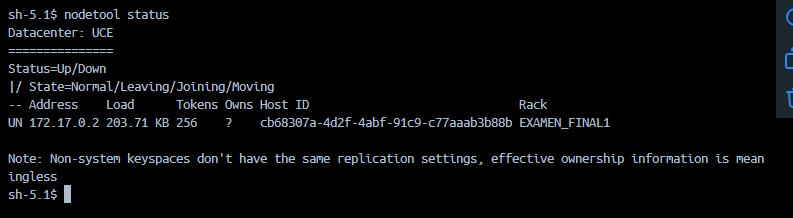 sh-5.1$ nodetool status
Datacenter: UCE
===============
Status=Up/Down
|/ State=Normal/Leaving/Joining/Moving
-- Address    Load      Tokens Owns Host ID                              Rack
UN 172.17.0.2 203.71 KB 256    ?    cb68307a-4d2f-4abf-91c9-c77aaab3b88b EXAMEN_FINAL1

Note: Non-system keyspaces don't have the same replication settings, effective ownership information is mean
ingless
sh-5.1$